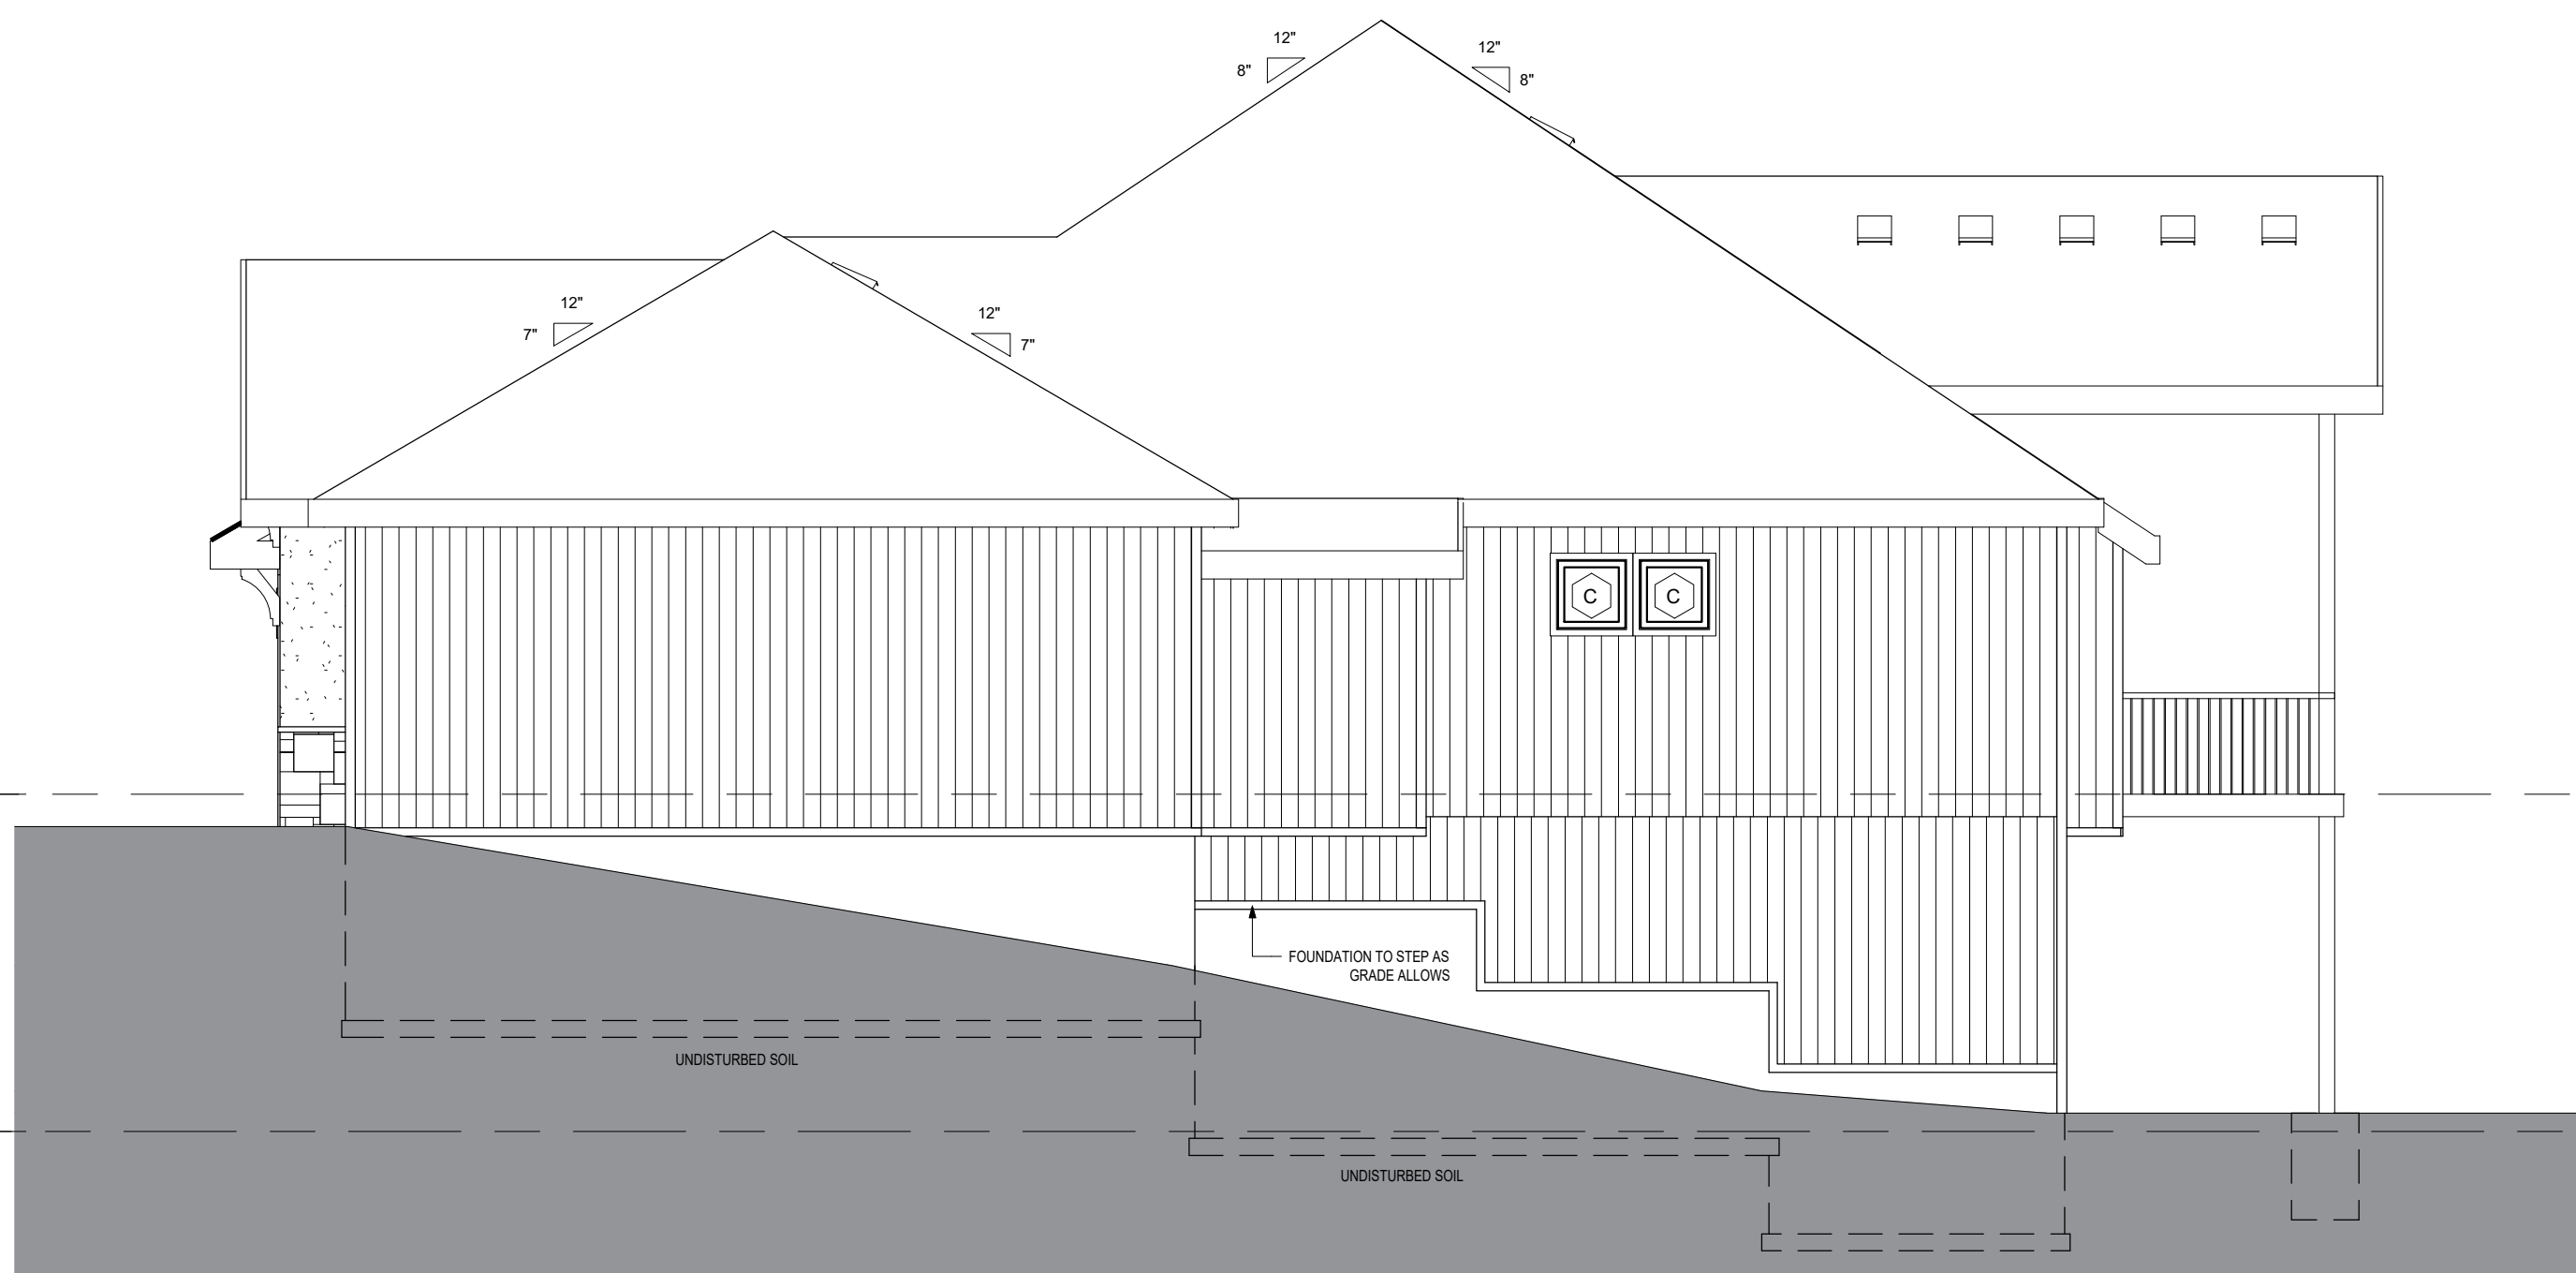 12"
8"
12"
8"
12"
7"
12"
7"
C
C
FOUNDATION TO STEP AS
GRADE ALLOWS
UNDISTURBED SOIL
UNDISTURBED SOIL